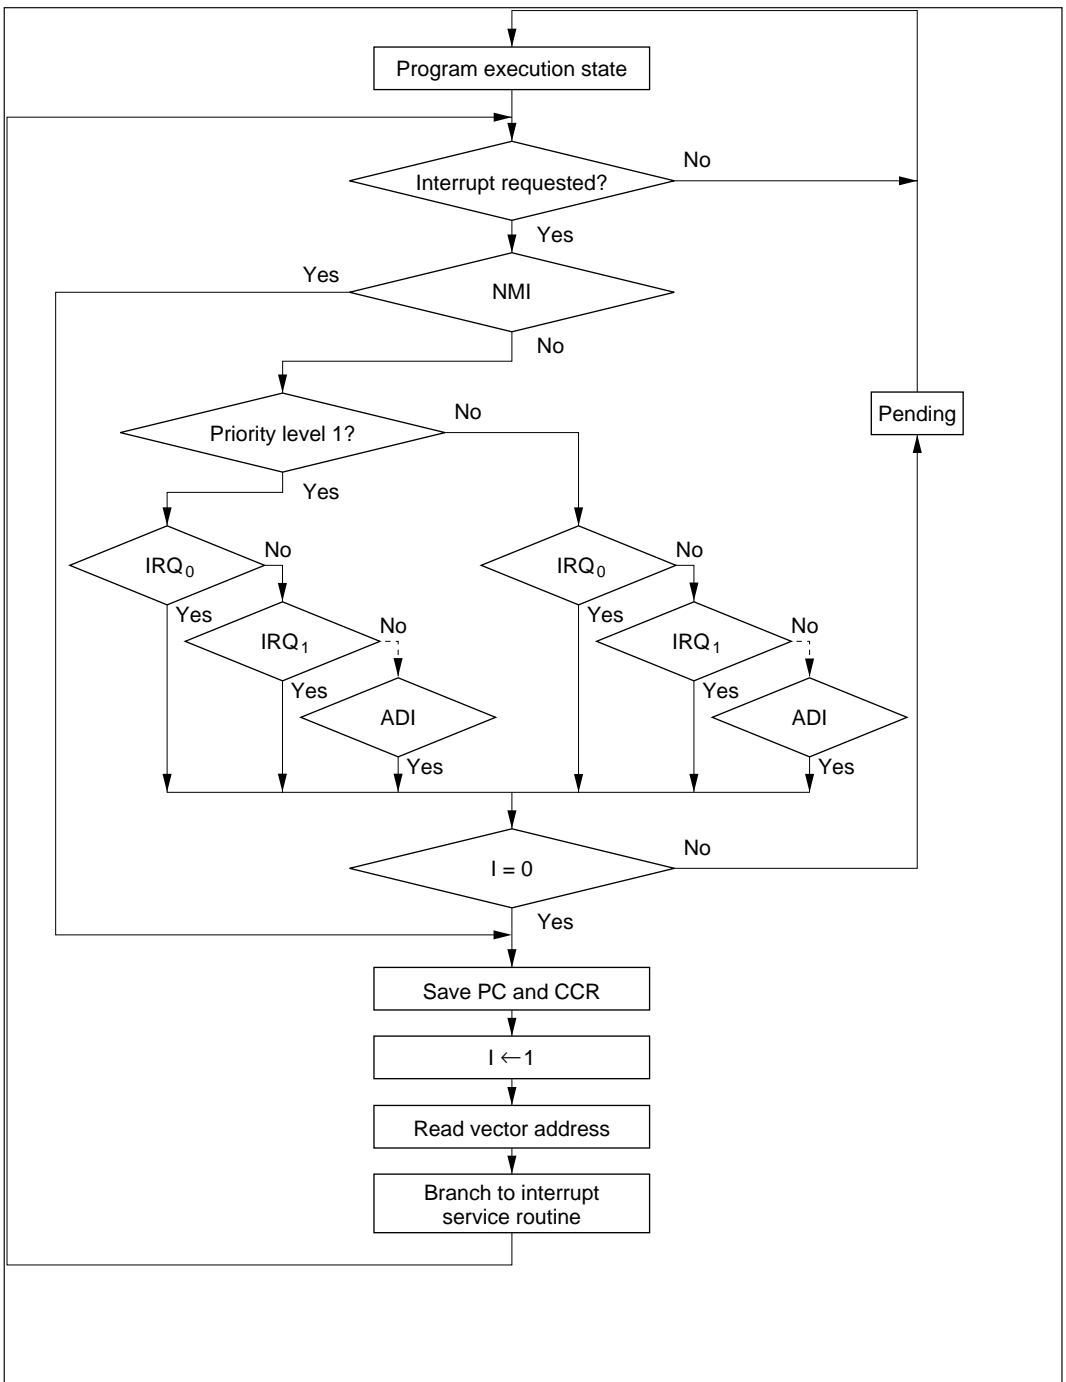 Program execution state
Interrupt requested?
No
Yes
NMI
Yes
No
Priority level 1?
No
Pending
Yes
IRQ0
No
IRQ0
No
Yes
IRQ1
No
Yes
IRQ1
No
Yes
ADI
Yes
ADI
Yes
Yes
I = 0
No
Yes
Save PC and CCR
I ←1
Read vector address
Branch to interrupt
service routine